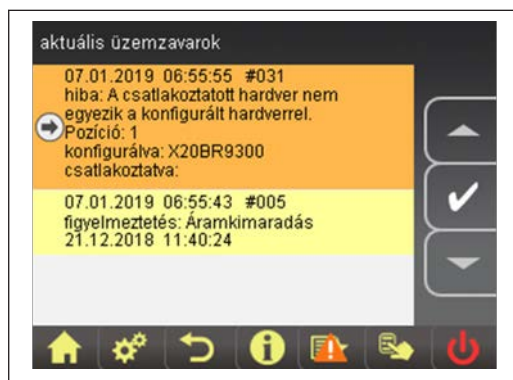 aktuális üzemzavarok
07.01.2019 06:55:55 #031
hiba: A csatlakoztatott hardver nem
egyezik a konfigurált hardverrel.
Pozíció: 1
konfigurálva: X20BR9300
csatlakoztatva:
07.01.2019 06:55:43 #005
figyelmeztetés: Áramkimaradás
21.12.2018 11:40:24